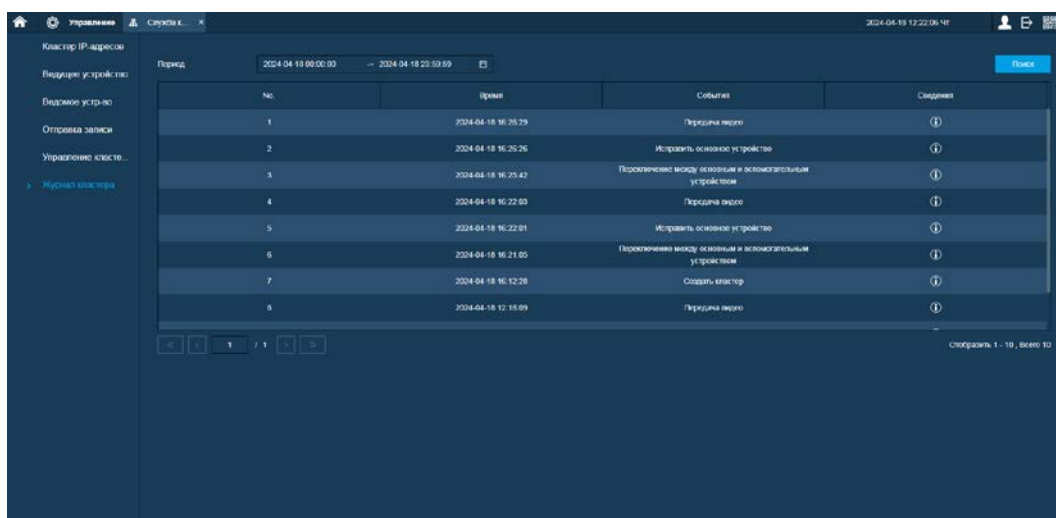 Управление Служба к... × 2024-04-18 12:22:06 Чт
Кластер IP-адресов
Ведущее устройство
Ведомое устр-во
Отправка записи
Управление класте...
Журнал кластера
Период 2024-04-18 00:00:00 → 2024-04-18 23:59:59 Поиск
No. Время События Сведения
1 2024-04-18 16:26:29 Передача видео
2 2024-04-18 16:26:26 Исправить основное устройство
3 2024-04-18 16:25:42 Переключение между основным и вспомогательным
устройством
4 2024-04-18 16:22:03 Передача видео
5 2024-04-18 16:22:01 Исправить основное устройство
6 2024-04-18 16:21:05 Переключение между основным и вспомогательным
устройством
7 2024-04-18 16:12:28 Создать кластер
8 2024-04-18 12:18:09 Передача видео
1 / 1
Отобразить 1 - 10 , Всего 10